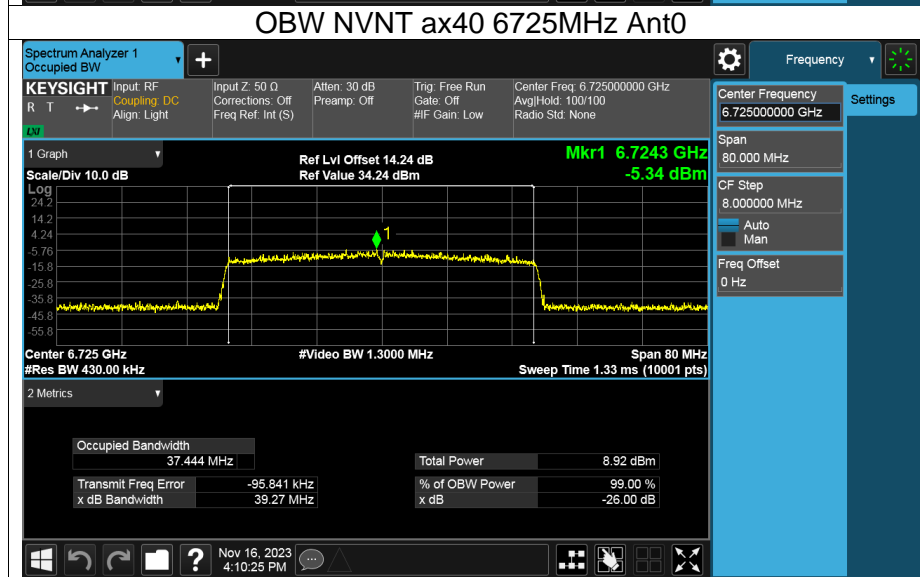 OBW NVNT ax40 6725MHz Ant0
Spectrum Analyzer 1
Occupied BW
+
Frequency
KEYSIGHT
R T
LXI
Input: RF
Coupling: DC
Align: Light
Input Z: 50 Ω
Corrections: Off
Freq Ref: Int (S)
Atten: 30 dB
Preamp: Off
Trig: Free Run
Gate: Off
#IF Gain: Low
Center Freq: 6.725000000 GHz
Avg|Hold: 100/100
Radio Std: None
Center Frequency
6.725000000 GHz
Settings
Span
80.000 MHz
CF Step
8.000000 MHz
Auto
Man
Freq Offset
0 Hz
1 Graph
Ref Lvl Offset 14.24 dB
Mkr1 6.7243 GHz
Scale/Div 10.0 dB
Ref Value 34.24 dBm
-5.34 dBm
Log
24.2
14.2
4.24
-5.76
-15.8
-25.8
-35.8
-45.8
-55.8
1
Center 6.725 GHz
#Video BW 1.3000 MHz
Span 80 MHz
#Res BW 430.00 kHz
Sweep Time 1.33 ms (10001 pts)
2 Metrics
Occupied Bandwidth
37.444 MHz
Total Power 8.92 dBm
Transmit Freq Error -95.841 kHz
% of OBW Power 99.00 %
x dB Bandwidth 39.27 MHz
x dB -26.00 dB
?
Nov 16, 2023
4:10:25 PM